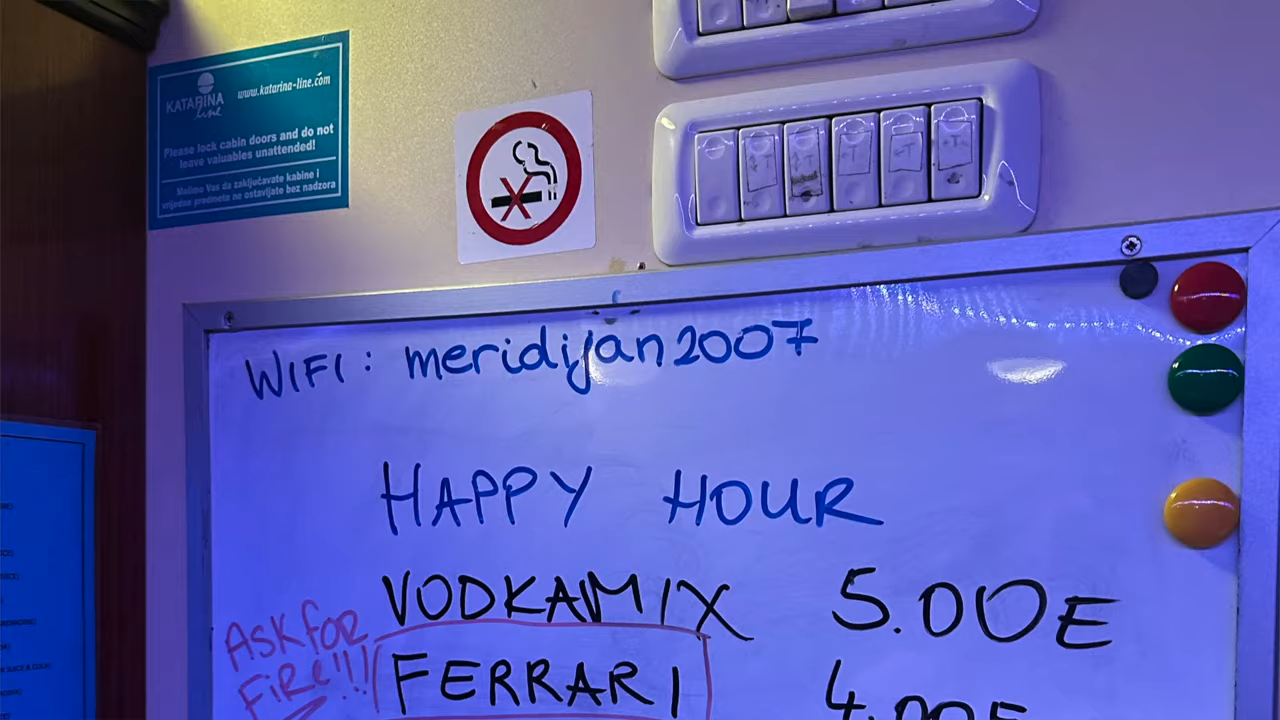 KATARINA
line
www.katarina-line.com
Please lock cabin doors and do not
leave valuables unattended!
Molimo Vas da zaključavate kabine i
vrijedne predmete ne ostavljate bez nadzora
WIFI: meridijan2007
HAPPY HOUR
VODKAMIX 5.00E
ASK FOR
FIRE!!!
FERRARI 4.00E